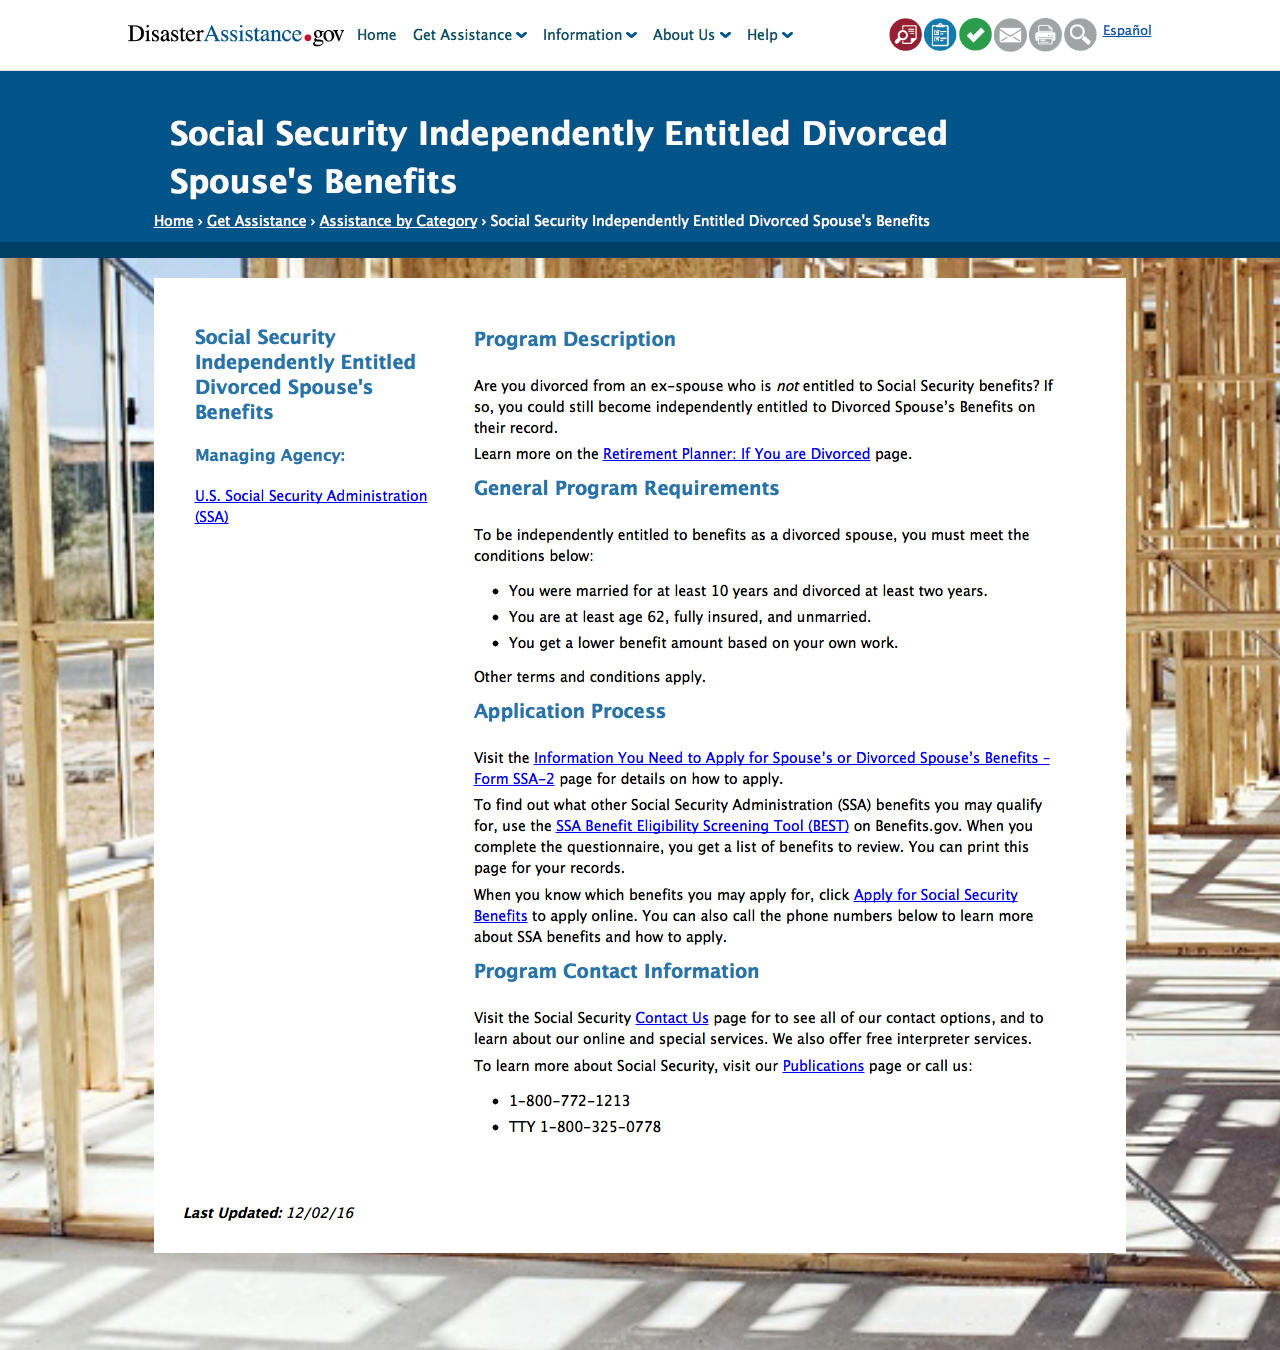 DisasterAssistance.gov Home Get Assistance Information About Us Help Español
Social Security Independently Entitled Divorced
Spouse's Benefits
Home › Get Assistance › Assistance by Category › Social Security Independently Entitled Divorced Spouse's Benefits
Social Security
Independently Entitled
Divorced Spouse's
Benefits
Managing Agency:
U.S. Social Security Administration
(SSA)
Program Description
Are you divorced from an ex-spouse who is not entitled to Social Security benefits? If
so, you could still become independently entitled to Divorced Spouse’s Benefits on
their record.
Learn more on the Retirement Planner: If You are Divorced page.
General Program Requirements
To be independently entitled to benefits as a divorced spouse, you must meet the
conditions below:
• You were married for at least 10 years and divorced at least two years.
• You are at least age 62, fully insured, and unmarried.
• You get a lower benefit amount based on your own work.
Other terms and conditions apply.
Application Process
Visit the Information You Need to Apply for Spouse’s or Divorced Spouse’s Benefits –
Form SSA-2 page for details on how to apply.
To find out what other Social Security Administration (SSA) benefits you may qualify
for, use the SSA Benefit Eligibility Screening Tool (BEST) on Benefits.gov. When you
complete the questionnaire, you get a list of benefits to review. You can print this
page for your records.
When you know which benefits you may apply for, click Apply for Social Security
Benefits to apply online. You can also call the phone numbers below to learn more
about SSA benefits and how to apply.
Program Contact Information
Visit the Social Security Contact Us page for to see all of our contact options, and to
learn about our online and special services. We also offer free interpreter services.
To learn more about Social Security, visit our Publications page or call us:
• 1-800-772-1213
• TTY 1-800-325-0778
Last Updated: 12/02/16